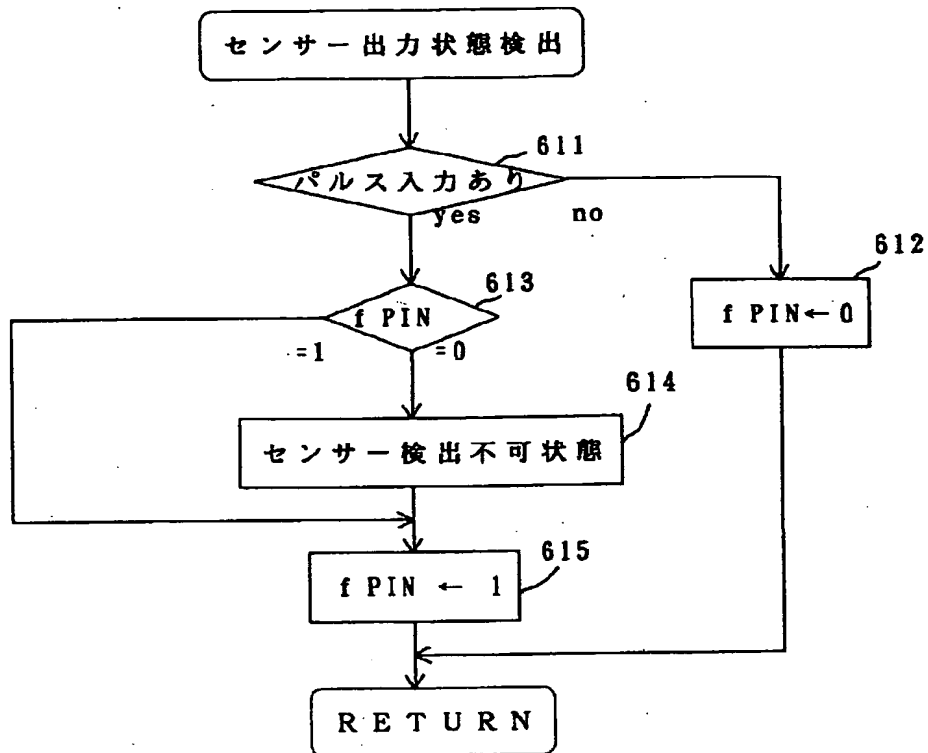 センサー出力状態検出
611
パルス入力あり
yes
no
612
f PIN←0
613
f PIN
=1
=0
614
センサー検出不可状態
615
f PIN ← 1
RETURN